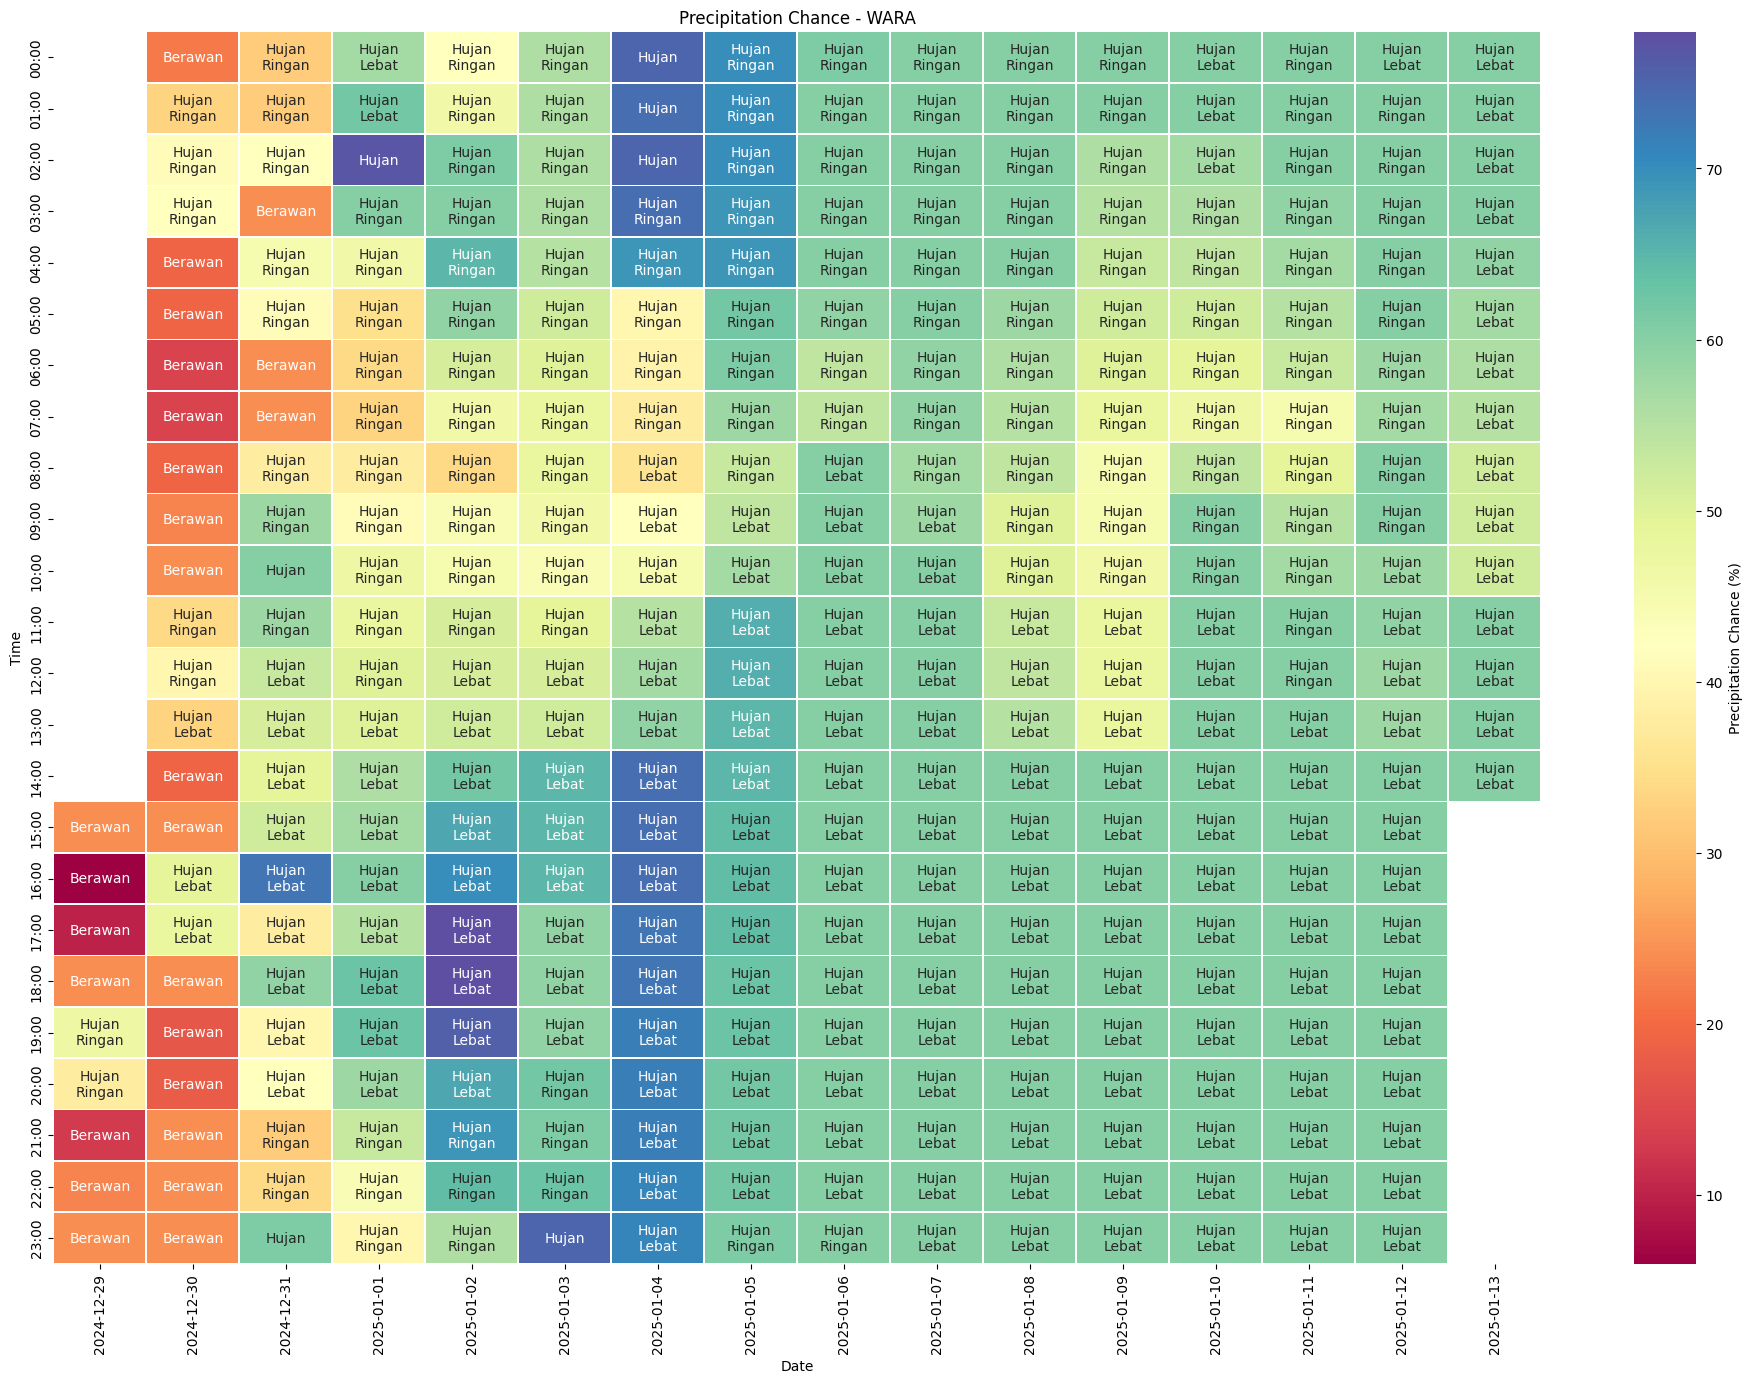 Precipitation Chance - WARA
00:00 Berawan Hujan Ringan Hujan Lebat Hujan Ringan Hujan Ringan Hujan Hujan Ringan Hujan Ringan Hujan Ringan Hujan Ringan Hujan Ringan Hujan Lebat Hujan Ringan Hujan Lebat Hujan Lebat
01:00 Hujan Ringan Hujan Ringan Hujan Lebat Hujan Ringan Hujan Ringan Hujan Hujan Ringan Hujan Ringan Hujan Ringan Hujan Ringan Hujan Ringan Hujan Lebat Hujan Ringan Hujan Ringan Hujan Lebat
02:00 Hujan Ringan Hujan Ringan Hujan Hujan Ringan Hujan Ringan Hujan Hujan Ringan Hujan Ringan Hujan Ringan Hujan Ringan Hujan Ringan Hujan Lebat Hujan Ringan Hujan Ringan Hujan Lebat
03:00 Hujan Ringan Berawan Hujan Ringan Hujan Ringan Hujan Ringan Hujan Ringan Hujan Ringan Hujan Ringan Hujan Ringan Hujan Ringan Hujan Ringan Hujan Ringan Hujan Ringan Hujan Ringan Hujan Lebat
04:00 Berawan Hujan Ringan Hujan Ringan Hujan Ringan Hujan Ringan Hujan Ringan Hujan Ringan Hujan Ringan Hujan Ringan Hujan Ringan Hujan Ringan Hujan Ringan Hujan Ringan Hujan Ringan Hujan Lebat
05:00 Berawan Hujan Ringan Hujan Ringan Hujan Ringan Hujan Ringan Hujan Ringan Hujan Ringan Hujan Ringan Hujan Ringan Hujan Ringan Hujan Ringan Hujan Ringan Hujan Ringan Hujan Ringan Hujan Lebat
06:00 Berawan Berawan Hujan Ringan Hujan Ringan Hujan Ringan Hujan Ringan Hujan Ringan Hujan Ringan Hujan Ringan Hujan Ringan Hujan Ringan Hujan Ringan Hujan Ringan Hujan Ringan Hujan Lebat
07:00 Berawan Berawan Hujan Ringan Hujan Ringan Hujan Ringan Hujan Ringan Hujan Ringan Hujan Ringan Hujan Ringan Hujan Ringan Hujan Ringan Hujan Ringan Hujan Ringan Hujan Ringan Hujan Lebat
08:00 Berawan Hujan Ringan Hujan Ringan Hujan Ringan Hujan Ringan Hujan Lebat Hujan Ringan Hujan Lebat Hujan Ringan Hujan Ringan Hujan Ringan Hujan Ringan Hujan Ringan Hujan Ringan Hujan Lebat
09:00 Berawan Hujan Ringan Hujan Ringan Hujan Ringan Hujan Ringan Hujan Lebat Hujan Lebat Hujan Lebat Hujan Lebat Hujan Ringan Hujan Ringan Hujan Ringan Hujan Ringan Hujan Ringan Hujan Lebat
10:00 Berawan Hujan Hujan Ringan Hujan Ringan Hujan Ringan Hujan Lebat Hujan Lebat Hujan Lebat Hujan Lebat Hujan Ringan Hujan Ringan Hujan Ringan Hujan Ringan Hujan Lebat Hujan Lebat
11:00 Hujan Ringan Hujan Ringan Hujan Ringan Hujan Ringan Hujan Ringan Hujan Lebat Hujan Lebat Hujan Lebat Hujan Lebat Hujan Lebat Hujan Lebat Hujan Lebat Hujan Ringan Hujan Lebat Hujan Lebat
12:00 Hujan Ringan Hujan Lebat Hujan Ringan Hujan Lebat Hujan Lebat Hujan Lebat Hujan Lebat Hujan Lebat Hujan Lebat Hujan Lebat Hujan Lebat Hujan Lebat Hujan Ringan Hujan Lebat Hujan Lebat
13:00 Hujan Lebat Hujan Lebat Hujan Lebat Hujan Lebat Hujan Lebat Hujan Lebat Hujan Lebat Hujan Lebat Hujan Lebat Hujan Lebat Hujan Lebat Hujan Lebat Hujan Lebat Hujan Lebat Hujan Lebat
14:00 Berawan Hujan Lebat Hujan Lebat Hujan Lebat Hujan Lebat Hujan Lebat Hujan Lebat Hujan Lebat Hujan Lebat Hujan Lebat Hujan Lebat Hujan Lebat Hujan Lebat Hujan Lebat Hujan Lebat
15:00 Berawan Berawan Hujan Lebat Hujan Lebat Hujan Lebat Hujan Lebat Hujan Lebat Hujan Lebat Hujan Lebat Hujan Lebat Hujan Lebat Hujan Lebat Hujan Lebat Hujan Lebat Hujan Lebat
16:00 Berawan Hujan Lebat Hujan Lebat Hujan Lebat Hujan Lebat Hujan Lebat Hujan Lebat Hujan Lebat Hujan Lebat Hujan Lebat Hujan Lebat Hujan Lebat Hujan Lebat Hujan Lebat Hujan Lebat
17:00 Berawan Hujan Lebat Hujan Lebat Hujan Lebat Hujan Lebat Hujan Lebat Hujan Lebat Hujan Lebat Hujan Lebat Hujan Lebat Hujan Lebat Hujan Lebat Hujan Lebat Hujan Lebat Hujan Lebat
18:00 Berawan Berawan Hujan Lebat Hujan Lebat Hujan Lebat Hujan Lebat Hujan Lebat Hujan Lebat Hujan Lebat Hujan Lebat Hujan Lebat Hujan Lebat Hujan Lebat Hujan Lebat Hujan Lebat
19:00 Hujan Ringan Berawan Hujan Lebat Hujan Lebat Hujan Lebat Hujan Lebat Hujan Lebat Hujan Lebat Hujan Lebat Hujan Lebat Hujan Lebat Hujan Lebat Hujan Lebat Hujan Lebat Hujan Lebat
20:00 Hujan Ringan Berawan Hujan Lebat Hujan Lebat Hujan Lebat Hujan Ringan Hujan Lebat Hujan Lebat Hujan Lebat Hujan Lebat Hujan Lebat Hujan Lebat Hujan Lebat Hujan Lebat Hujan Lebat
21:00 Berawan Berawan Hujan Ringan Hujan Ringan Hujan Ringan Hujan Ringan Hujan Lebat Hujan Lebat Hujan Lebat Hujan Lebat Hujan Lebat Hujan Lebat Hujan Lebat Hujan Lebat Hujan Lebat
22:00 Berawan Berawan Hujan Ringan Hujan Ringan Hujan Ringan Hujan Ringan Hujan Lebat Hujan Lebat Hujan Lebat Hujan Lebat Hujan Lebat Hujan Lebat Hujan Lebat Hujan Lebat Hujan Lebat
23:00 Berawan Berawan Hujan Hujan Ringan Hujan Ringan Hujan Hujan Lebat Hujan Ringan Hujan Ringan Hujan Lebat Hujan Lebat Hujan Lebat Hujan Lebat Hujan Lebat Hujan Lebat
Time
2024-12-29 2024-12-30 2024-12-31 2025-01-01 2025-01-02 2025-01-03 2025-01-04 2025-01-05 2025-01-06 2025-01-07 2025-01-08 2025-01-09 2025-01-10 2025-01-11 2025-01-12 2025-01-13
Date
70
60
50
40
30
20
10
Precipitation Chance (%)